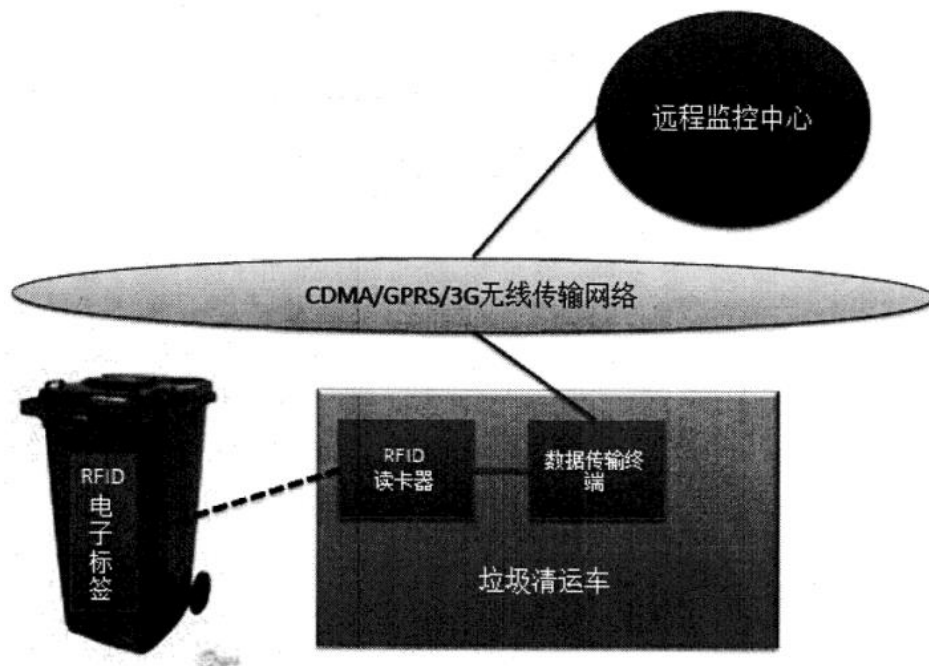 远程监控中心
CDMA/GPRS/3G无线传输网络
RFID
电
子
标
签
RFID
读卡器
数据传输终
端
垃圾清运车